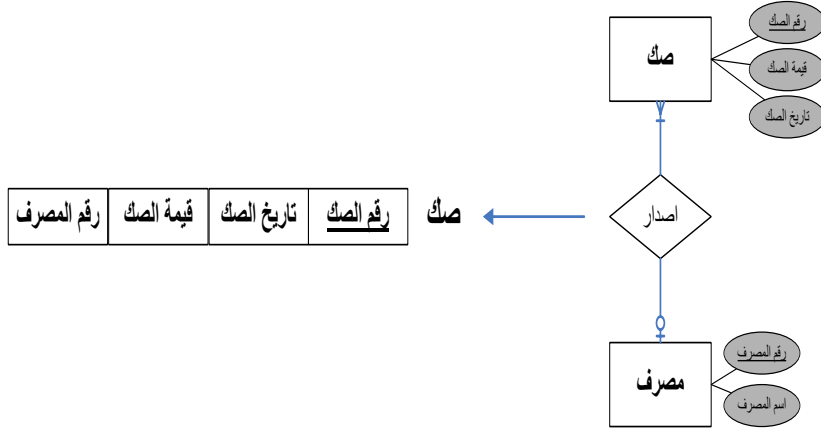 رقم الصك
صك
قيمة الصك
تاريخ الصك
اصدار
صك
رقم الصك
تاريخ الصك
قيمة الصك
رقم المصرف
رقم المصرف
مصرف
اسم المصرف